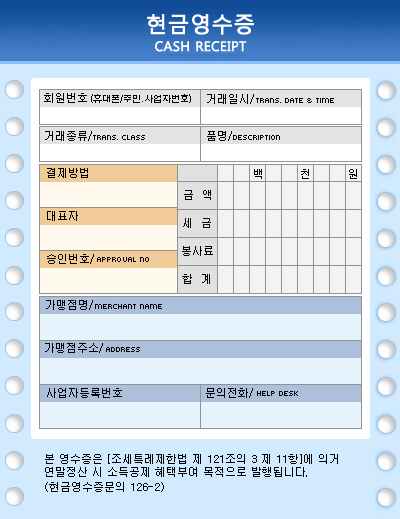 현금영수증
CASH RECEIPT
회원번호 (휴대폰/주민.사업자번호) 거래일시/TRANS. DATE & TIME
거래종류/TRANS. CLASS 품명/DESCRIPTION
결제방법 백 천 원
금 액
대표자
세 금
봉사료
승인번호/APPROVAL NO
합 계
가맹점명/MERCHANT NAME
가맹점주소/ADDRESS
사업자등록번호 문의전화/HELP DESK
본 영수증은 [조세특례제한법 제 121조의 3 제 11항]에 의거
연말정산 시 소득공제 혜택부여 목적으로 발행됩니다.
(현금영수증문의 126-2)